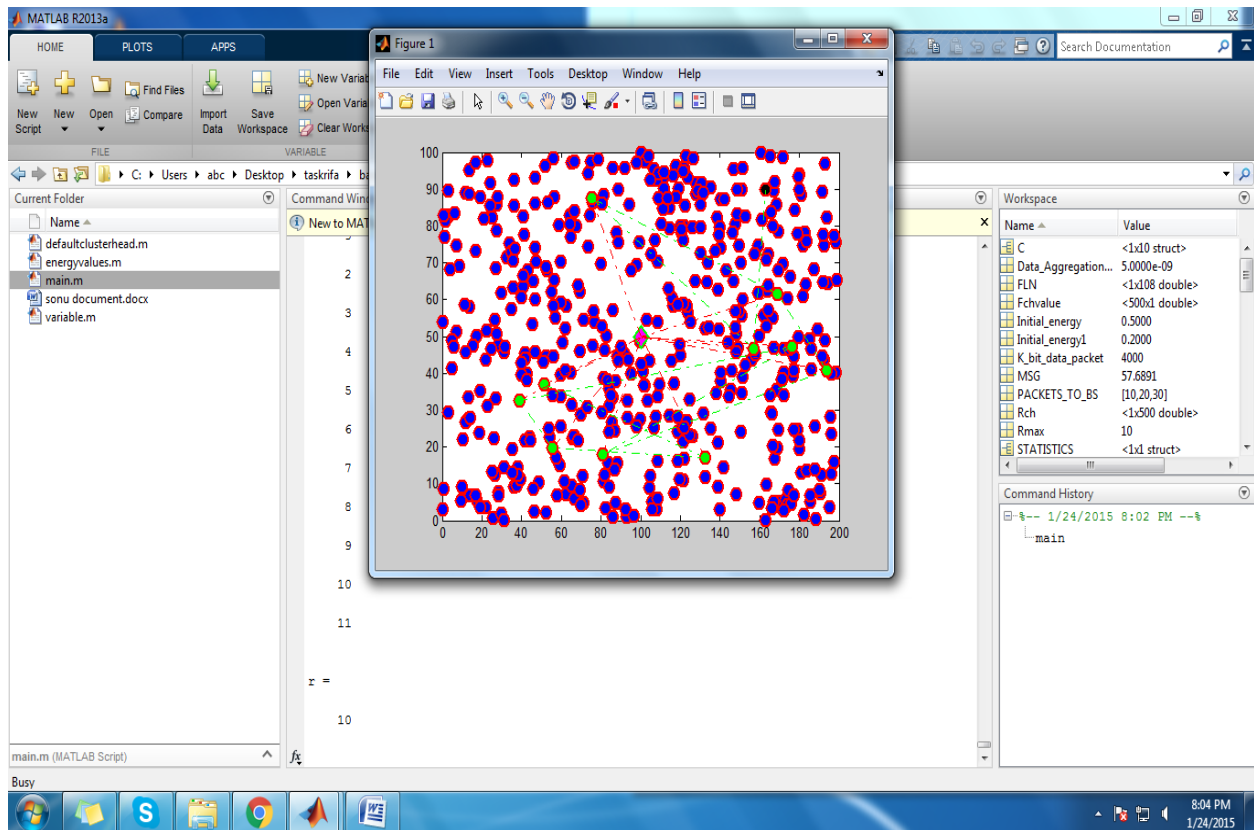 MATLAB R2013a
HOME PLOTS APPS
Search Documentation
New Script
New
Open
Find Files
Compare
Import Data
Save Workspace
New Variab
Open Varia
Clear Works
FILE
VARIABLE
C: Users abc Desktop taskrifa ba
Current Folder
Name
defaultclusterhead.m
energyvalues.m
main.m
sonu document.docx
variable.m
main.m (MATLAB Script)
Busy
Command Wind
New to MAT
2
3
4
5
6
7
8
9
10
11
r =
10
fx
Figure 1
File Edit View Insert Tools Desktop Window Help
100
90
80
70
60
50
40
30
20
10
0
0 20 40 60 80 100 120 140 160 180 200
Workspace
Name Value
C <1x10 struct>
Data_Aggregation... 5.0000e-09
FLN <1x108 double>
Fchvalue <500x1 double>
Initial_energy 0.5000
Initial_energy1 0.2000
K_bit_data_packet 4000
MSG 57.6891
PACKETS_TO_BS [10,20,30]
Rch <1x500 double>
Rmax 10
STATISTICS <1x1 struct>
Command History
%-- 1/24/2015 8:02 PM --%
main
8:04 PM
1/24/2015